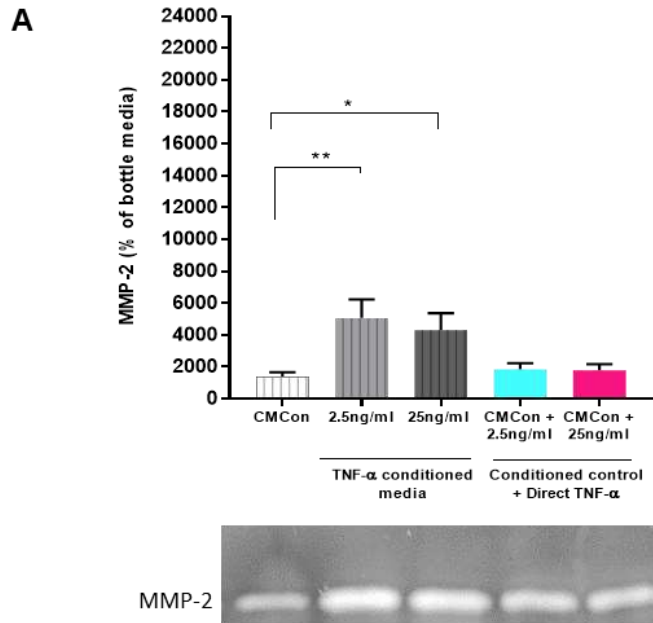 A
MMP-2 (% of bottle media)
24000
22000
20000
18000
16000
14000
12000
10000
8000
6000
4000
2000
0
*
**
CMCon
2.5ng/ml
25ng/ml
CMCon +
2.5ng/ml
CMCon +
25ng/ml
TNF-α conditioned
media
Conditioned control
+ Direct TNF-α
MMP-2